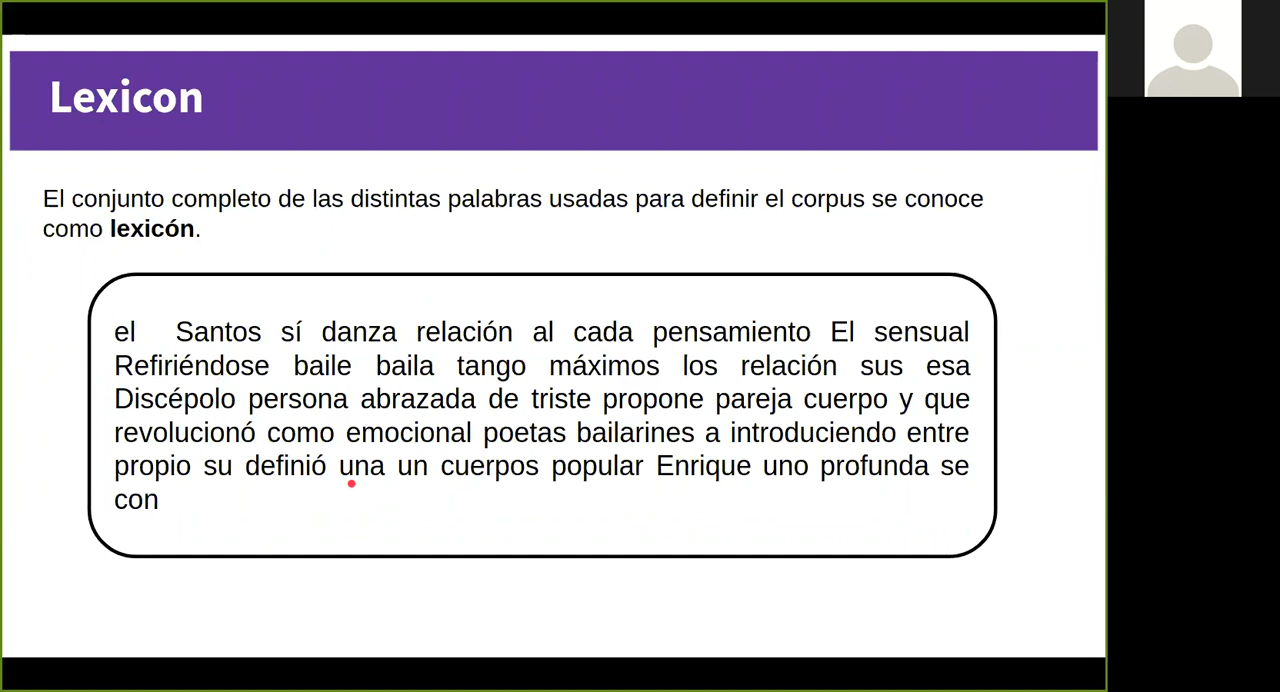 Lexicon
El conjunto completo de las distintas palabras usadas para definir el corpus se conoce
como lexicón.
el Santos sí danza relación al cada pensamiento El sensual
Refiriéndose baile baila tango máximos los relación sus esa
Discépolo persona abrazada de triste propone pareja cuerpo y que
revolucionó como emocional poetas bailarines a introduciendo entre
propio su definió una un cuerpos popular Enrique uno profunda se
con